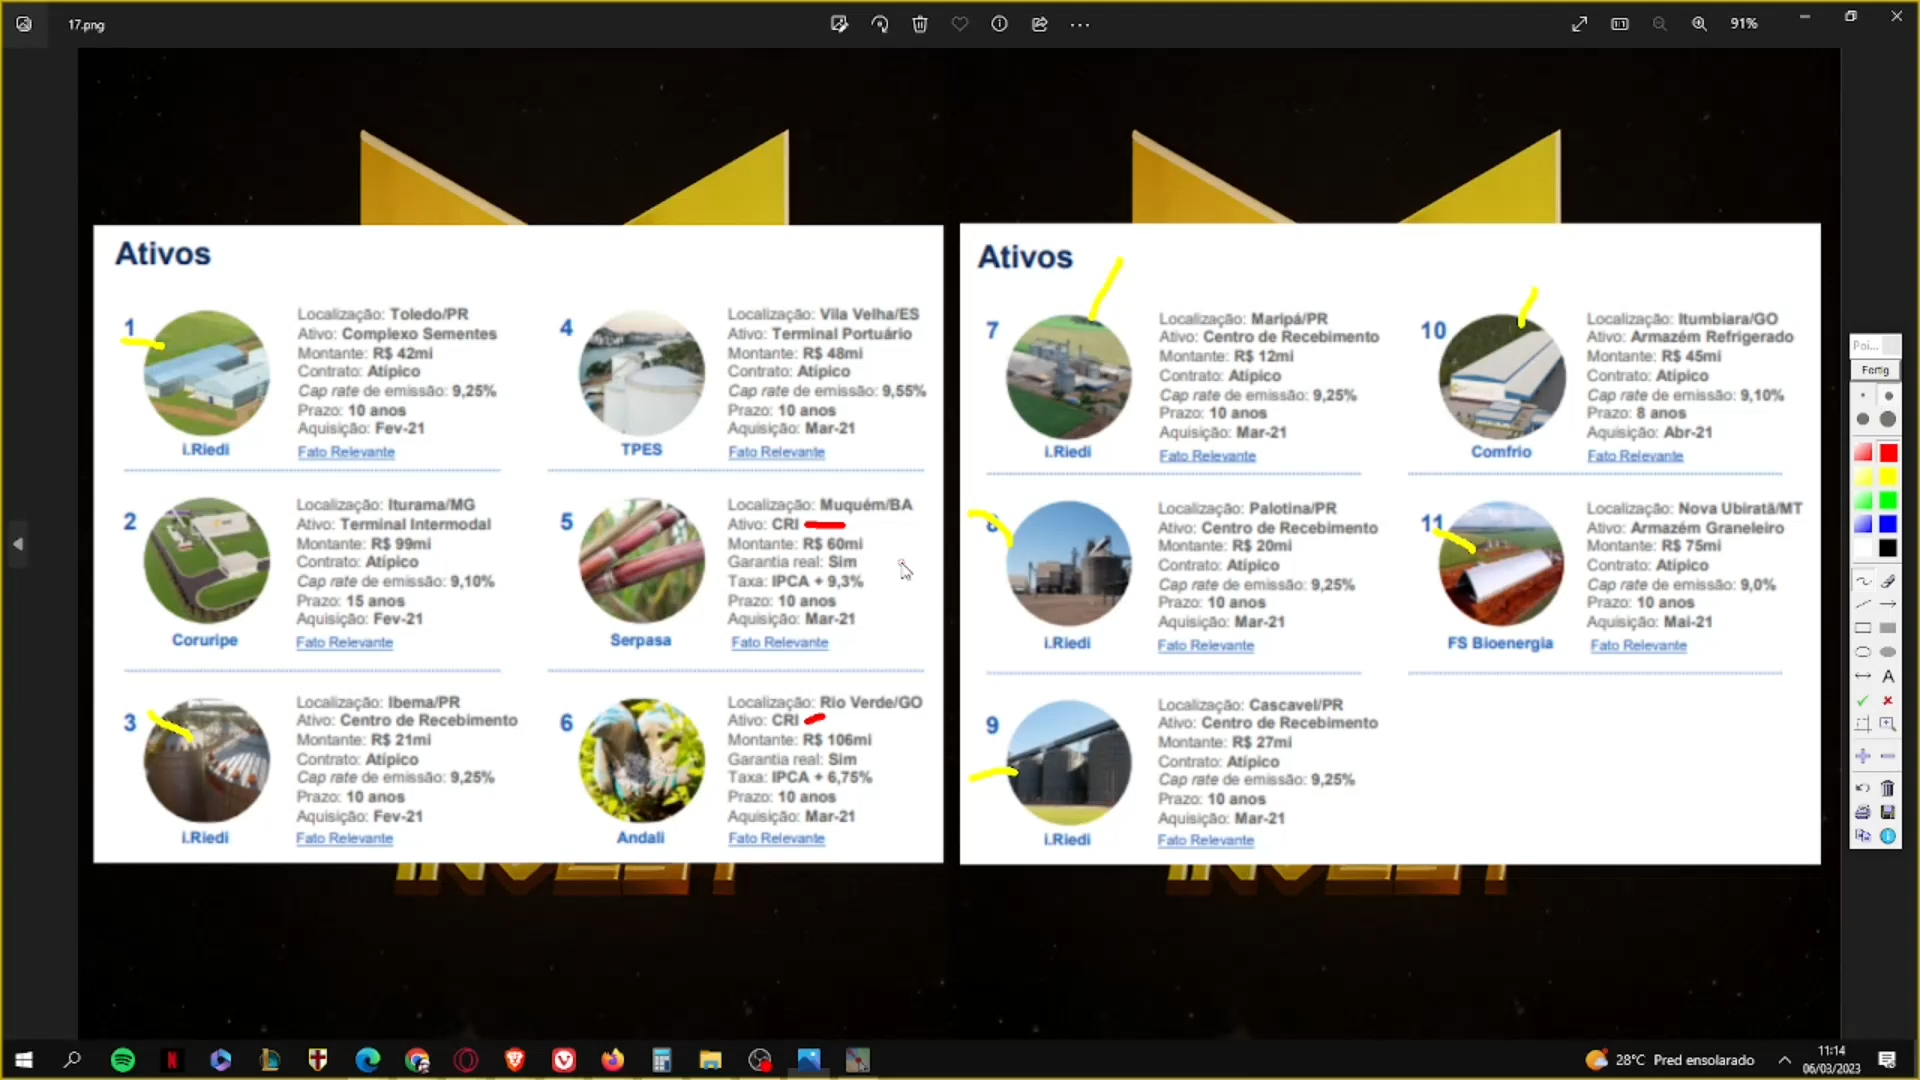 17.png
91%
Ativos
1
Localização: Toledo/PR
Ativo: Complexo Sementes
Montante: R$ 42mi
Contrato: Atípico
Cap rate de emissão: 9,25%
Prazo: 10 anos
Aquisição: Fev-21
i.Riedi
Fato Relevante
2
Localização: Iturama/MG
Ativo: Terminal Intermodal
Montante: R$ 99mi
Contrato: Atípico
Cap rate de emissão: 9,10%
Prazo: 15 anos
Aquisição: Fev-21
Coruripe
Fato Relevante
3
Localização: Ibema/PR
Ativo: Centro de Recebimento
Montante: R$ 21mi
Contrato: Atípico
Cap rate de emissão: 9,25%
Prazo: 10 anos
Aquisição: Fev-21
i.Riedi
Fato Relevante
4
Localização: Vila Velha/ES
Ativo: Terminal Portuário
Montante: R$ 48mi
Contrato: Atípico
Cap rate de emissão: 9,55%
Prazo: 10 anos
Aquisição: Mar-21
TPES
Fato Relevante
5
Localização: Muquém/BA
Ativo: CRI
Montante: R$ 60mi
Garantia real: Sim
Taxa: IPCA + 9,3%
Prazo: 10 anos
Aquisição: Mar-21
Serpasa
Fato Relevante
6
Localização: Rio Verde/GO
Ativo: CRI
Montante: R$ 106mi
Garantia real: Sim
Taxa: IPCA + 6,75%
Prazo: 10 anos
Aquisição: Mar-21
Andali
Fato Relevante
Ativos
7
Localização: Maripá/PR
Ativo: Centro de Recebimento
Montante: R$ 12mi
Contrato: Atípico
Cap rate de emissão: 9,25%
Prazo: 10 anos
Aquisição: Mar-21
i.Riedi
Fato Relevante
8
Localização: Palotina/PR
Ativo: Centro de Recebimento
Montante: R$ 20mi
Contrato: Atípico
Cap rate de emissão: 9,25%
Prazo: 10 anos
Aquisição: Mar-21
i.Riedi
Fato Relevante
9
Localização: Cascavel/PR
Ativo: Centro de Recebimento
Montante: R$ 27mi
Contrato: Atípico
Cap rate de emissão: 9,25%
Prazo: 10 anos
Aquisição: Mar-21
i.Riedi
Fato Relevante
10
Localização: Itumbiara/GO
Ativo: Armazém Refrigerado
Montante: R$ 45mi
Contrato: Atípico
Cap rate de emissão: 9,10%
Prazo: 8 anos
Aquisição: Abr-21
Comfrio
Fato Relevante
11
Localização: Nova Ubiratã/MT
Ativo: Armazém Graneleiro
Montante: R$ 75mi
Contrato: Atípico
Cap rate de emissão: 9,0%
Prazo: 10 anos
Aquisição: Mai-21
FS Bioenergia
Fato Relevante
Poi...
Fertig
28°C Pred ensolarado
11:14
06/03/2023